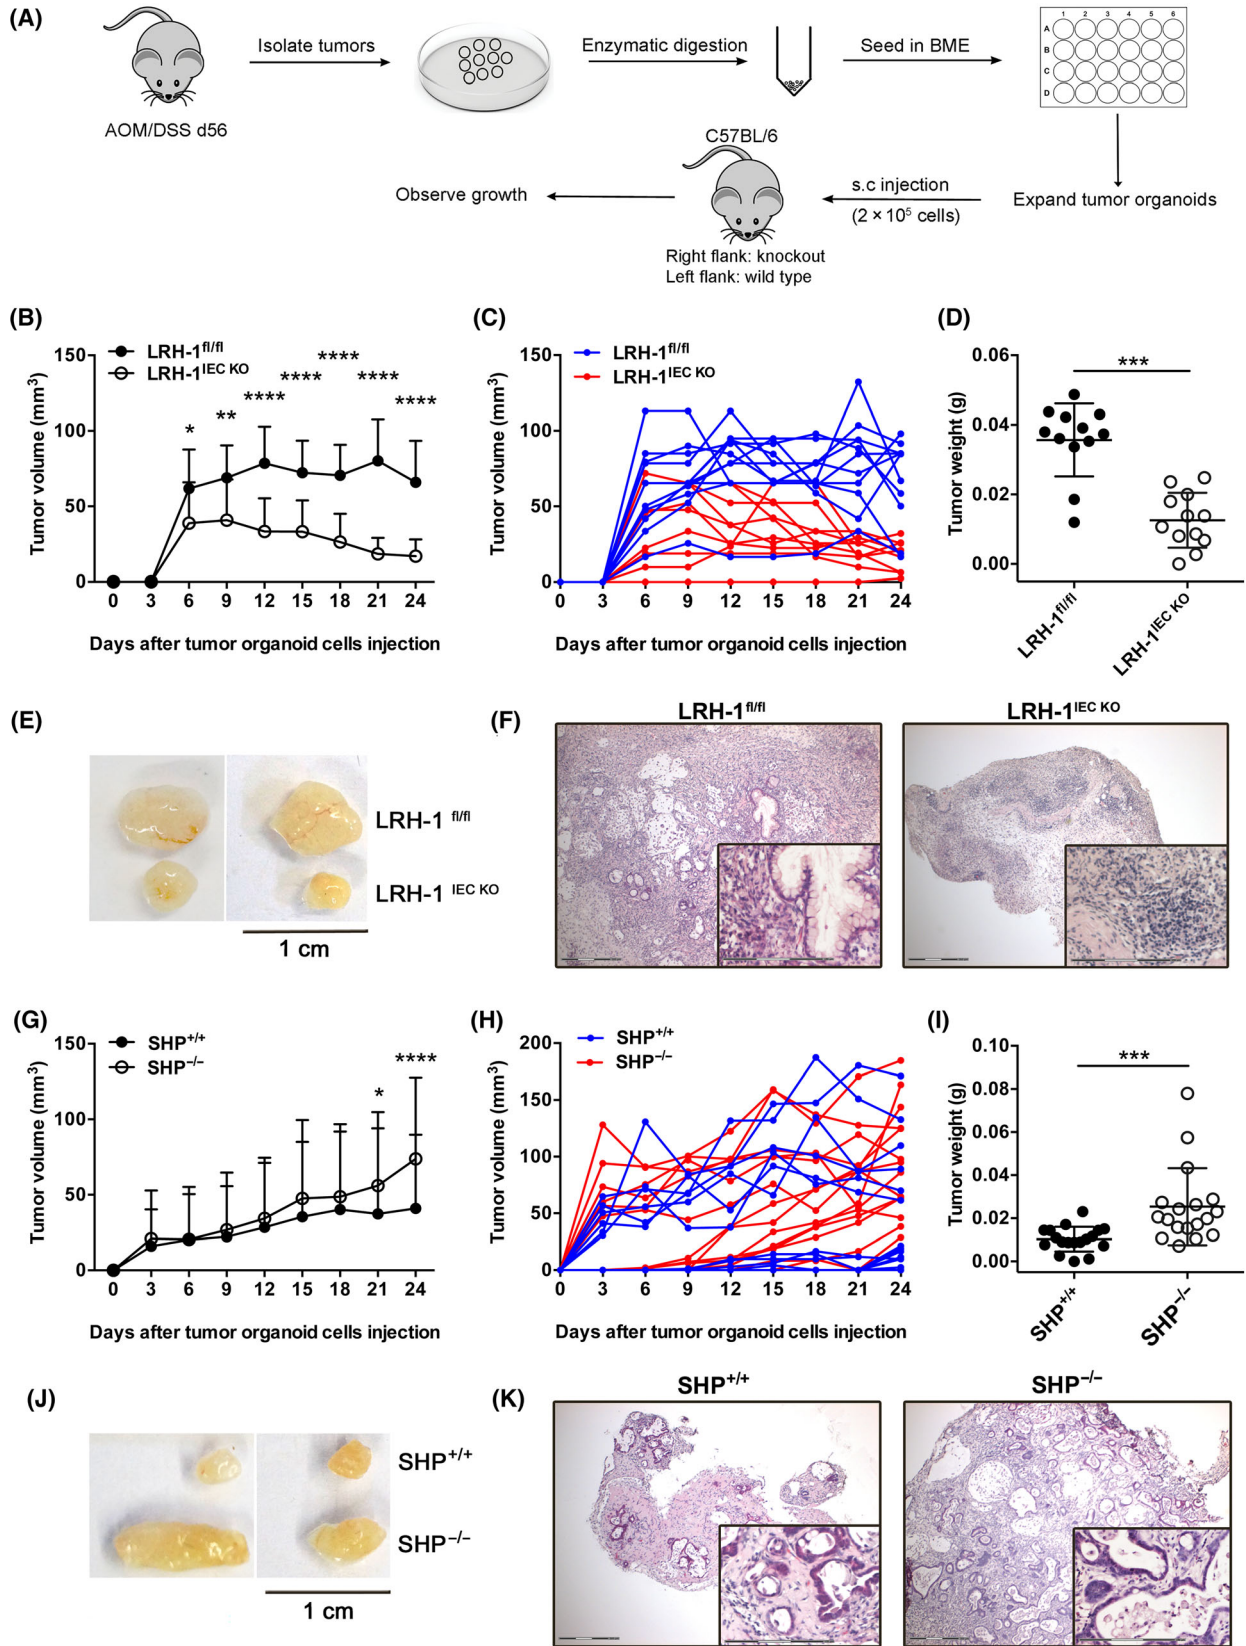 (A)
AOM/DSS d56
Isolate tumors
Enzymatic digestion
Seed in BME
1 2 3 4 5 6
A
B
C
D
Expand tumor organoids
s.c injection
(2 × 10⁵ cells)
C57BL/6
Right flank: knockout
Left flank: wild type
Observe growth
(B)
LRH-1fl/fl
LRH-1IEC KO
* ** **** **** **** **** ****
Tumor volume (mm³)
150
100
50
0
0 3 6 9 12 15 18 21 24
Days after tumor organoid cells injection
(C)
LRH-1fl/fl
LRH-1IEC KO
Tumor volume (mm³)
150
100
50
0
0 3 6 9 12 15 18 21 24
Days after tumor organoid cells injection
(D)
***
Tumor weight (g)
0.06
0.04
0.02
0.00
LRH-1fl/fl
LRH-1IEC KO
(E)
LRH-1 fl/fl
LRH-1 IEC KO
1 cm
(F)
LRH-1fl/fl
LRH-1IEC KO
(G)
SHP+/+
SHP−/−
* ****
Tumor volume (mm³)
150
100
50
0
0 3 6 9 12 15 18 21 24
Days after tumor organoid cells injection
(H)
SHP+/+
SHP−/−
Tumor volume (mm³)
200
150
100
50
0
0 3 6 9 12 15 18 21 24
Days after tumor organoid cells injection
(I)
***
Tumor weight (g)
0.10
0.08
0.06
0.04
0.02
0.00
SHP+/+
SHP−/−
(J)
SHP+/+
SHP−/−
1 cm
(K)
SHP+/+
SHP−/−